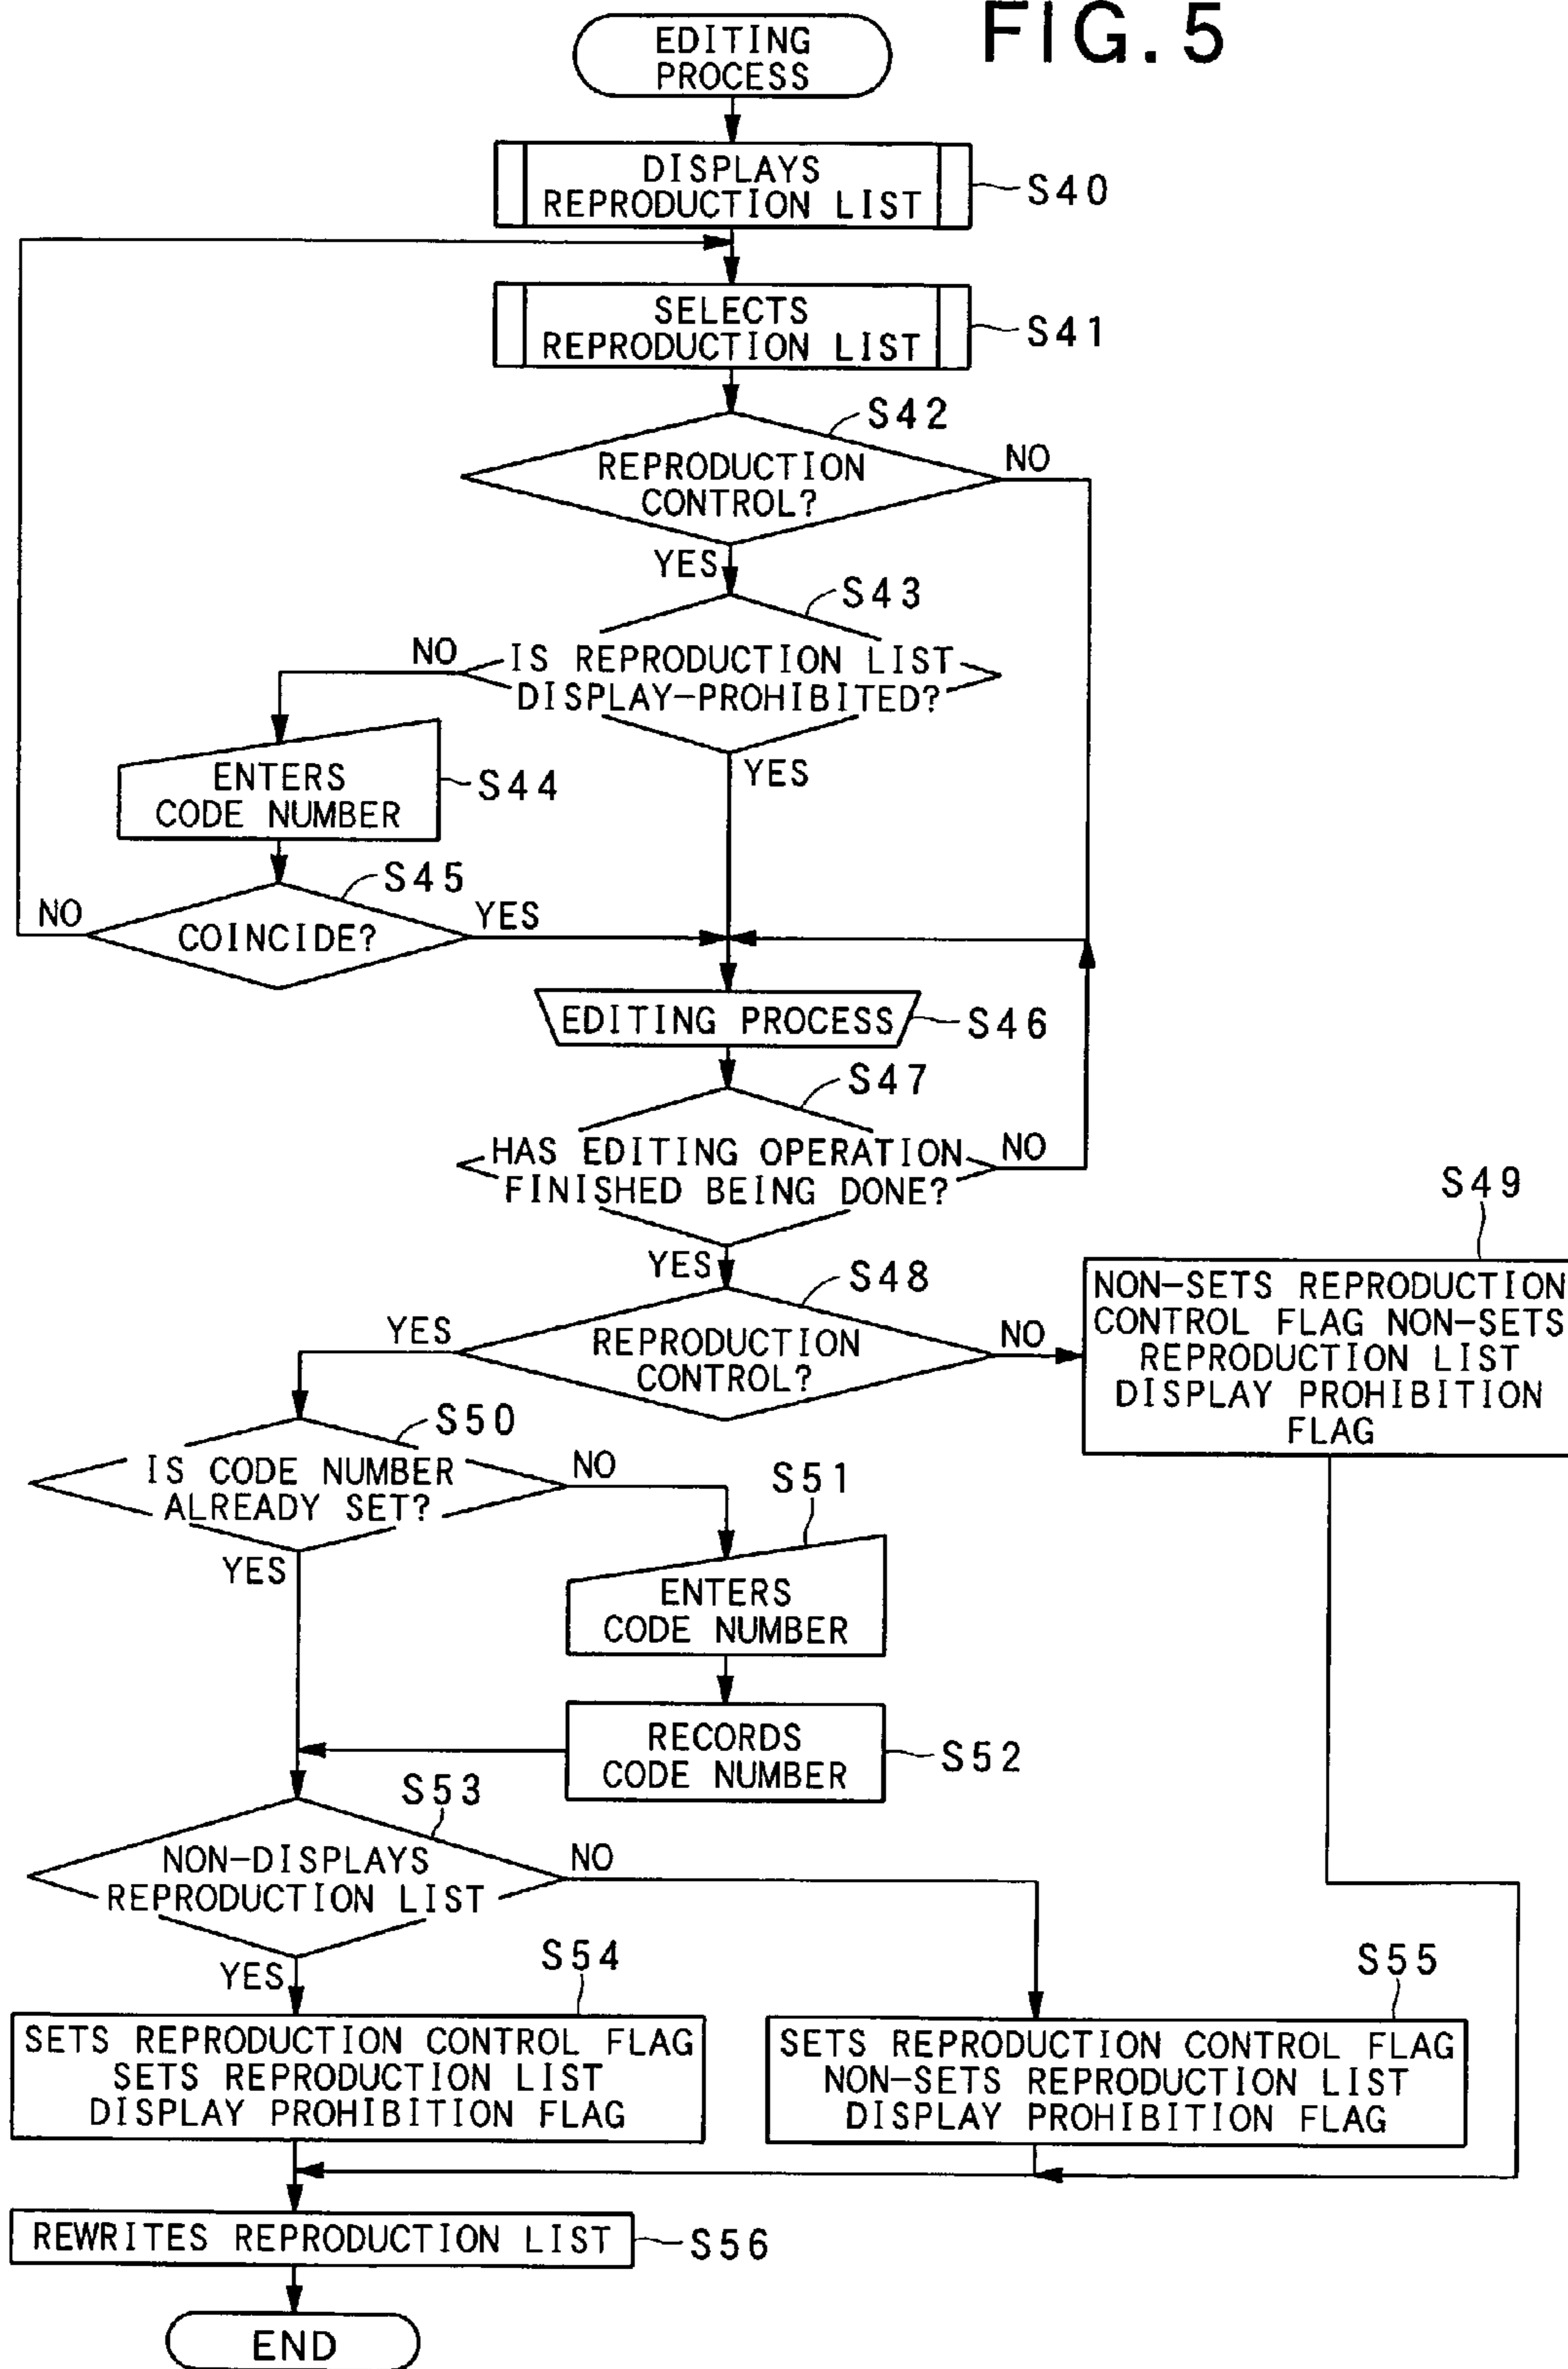 FIG. 5
EDITING
PROCESS
DISPLAYS
REPRODUCTION LIST
S40
SELECTS
REPRODUCTION LIST
S41
S42
REPRODUCTION
CONTROL?
NO
YES
S43
IS REPRODUCTION LIST
DISPLAY-PROHIBITED?
NO
YES
ENTERS
CODE NUMBER
S44
S45
COINCIDE?
NO
YES
EDITING PROCESS
S46
S47
HAS EDITING OPERATION
FINISHED BEING DONE?
NO
YES
S48
REPRODUCTION
CONTROL?
YES
NO
S49
NON-SETS REPRODUCTION
CONTROL FLAG NON-SETS
REPRODUCTION LIST
DISPLAY PROHIBITION
FLAG
S50
IS CODE NUMBER
ALREADY SET?
NO
YES
S51
ENTERS
CODE NUMBER
RECORDS
CODE NUMBER
S52
S53
NON-DISPLAYS
REPRODUCTION LIST
NO
YES
S54
SETS REPRODUCTION CONTROL FLAG
SETS REPRODUCTION LIST
DISPLAY PROHIBITION FLAG
S55
SETS REPRODUCTION CONTROL FLAG
NON-SETS REPRODUCTION LIST
DISPLAY PROHIBITION FLAG
REWRITES REPRODUCTION LIST
S56
END